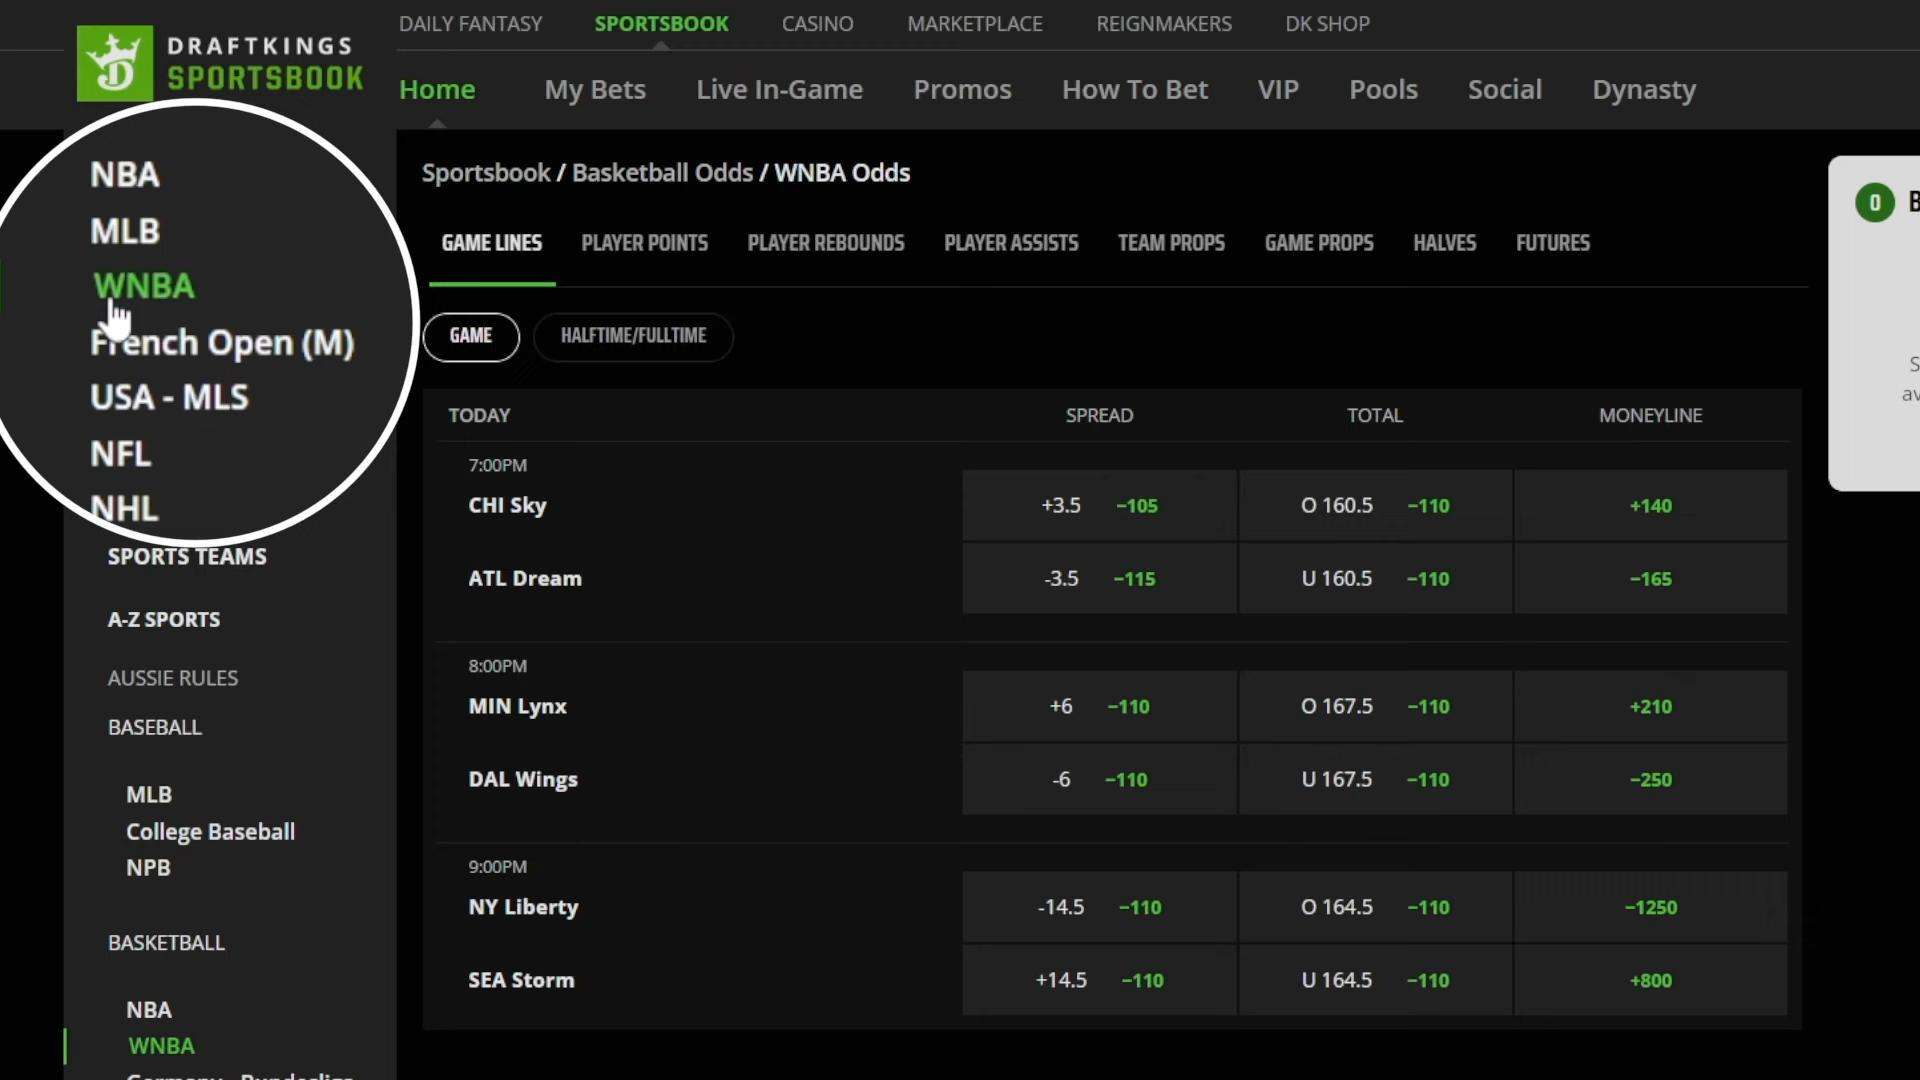 DAILY FANTASY SPORTSBOOK CASINO MARKETPLACE REIGNMAKERS DK SHOP
DRAFTKINGS
SPORTSBOOK
Home My Bets Live In-Game Promos How To Bet VIP Pools Social Dynasty
NBA
MLB
WNBA
French Open (M)
USA - MLS
NFL
NHL
SPORTS TEAMS
A-Z SPORTS
AUSSIE RULES
BASEBALL
MLB
College Baseball
NPB
BASKETBALL
NBA
WNBA
Sportsbook / Basketball Odds / WNBA Odds
GAME LINES PLAYER POINTS PLAYER REBOUNDS PLAYER ASSISTS TEAM PROPS GAME PROPS HALVES FUTURES
GAME HALFTIME/FULLTIME
TODAY SPREAD TOTAL MONEYLINE
7:00PM
CHI Sky +3.5 −105 O 160.5 −110 +140
ATL Dream -3.5 −115 U 160.5 −110 −165
8:00PM
MIN Lynx +6 −110 O 167.5 −110 +210
DAL Wings -6 −110 U 167.5 −110 −250
9:00PM
NY Liberty -14.5 −110 O 164.5 −110 −1250
SEA Storm +14.5 −110 U 164.5 −110 +800
0